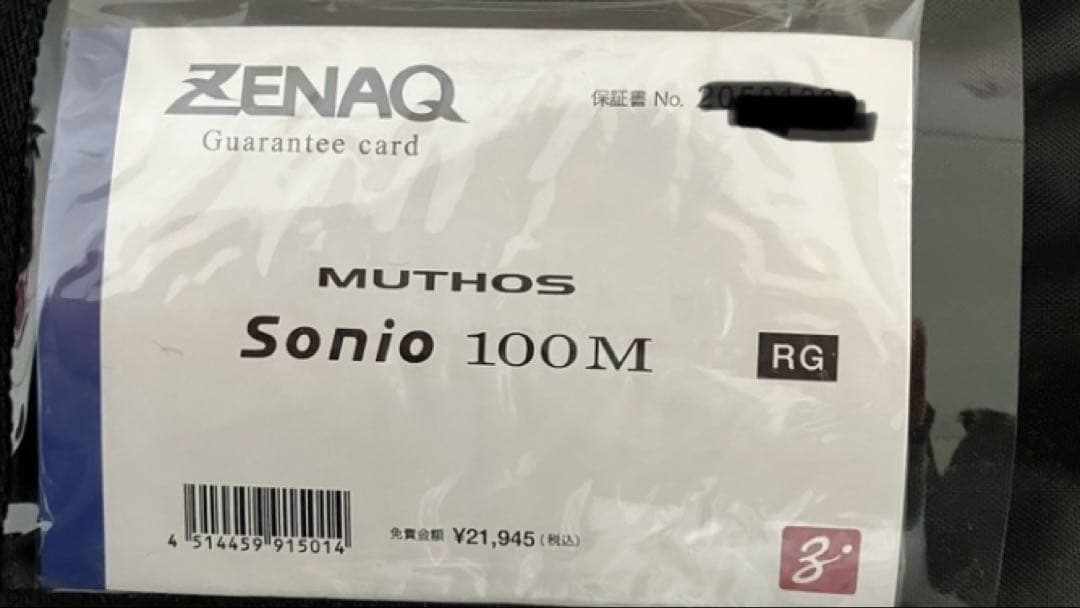 ZENAQ
Guarantee card
保証書 No.
MUTHOS
Sonio 100M
RG
4 514459 915014
免責金額 ¥21,945(税込)